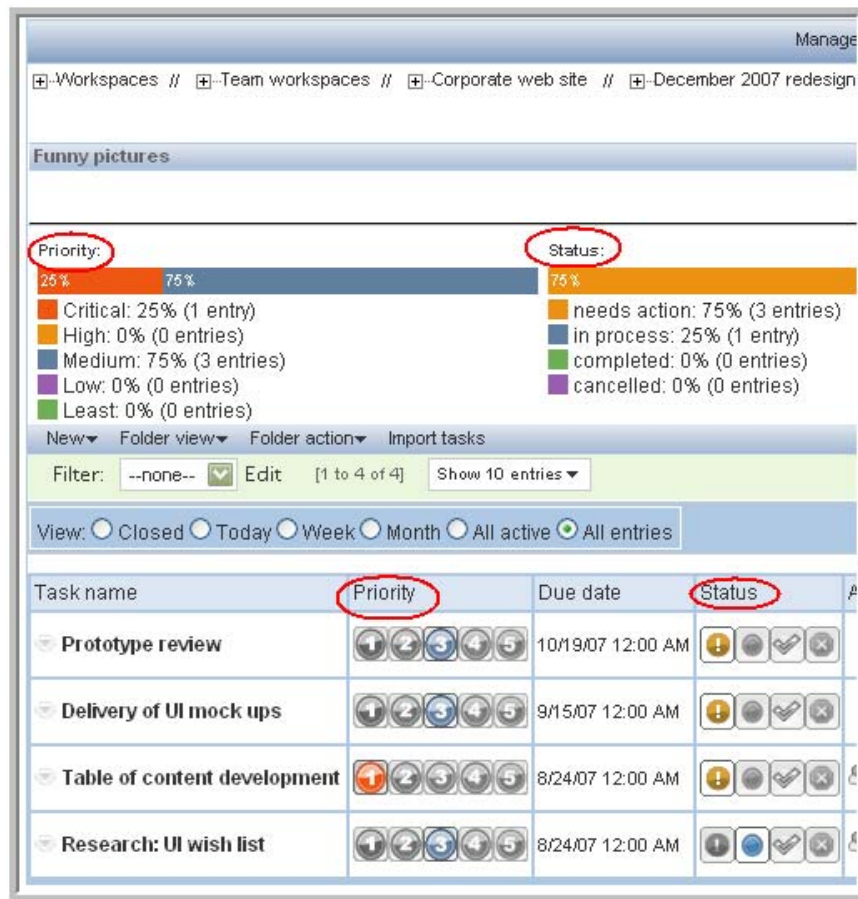 Manage
Workspaces // Team workspaces // Corporate web site // December 2007 redesign
Funny pictures
Priority:
Status:
25% 75%
75%
Critical: 25% (1 entry)
High: 0% (0 entries)
Medium: 75% (3 entries)
Low: 0% (0 entries)
Least: 0% (0 entries)
needs action: 75% (3 entries)
in process: 25% (1 entry)
completed: 0% (0 entries)
cancelled: 0% (0 entries)
New Folder view Folder action Import tasks
Filter: --none-- Edit [1 to 4 of 4] Show 10 entries
View: Closed Today Week Month All active All entries
Task name Priority Due date Status A
Prototype review 1 2 3 4 5 10/19/07 12:00 AM !
Delivery of UI mock ups 1 2 3 4 5 9/15/07 12:00 AM !
Table of content development 1 2 3 4 5 8/24/07 12:00 AM !
Research: UI wish list 1 2 3 4 5 8/24/07 12:00 AM !